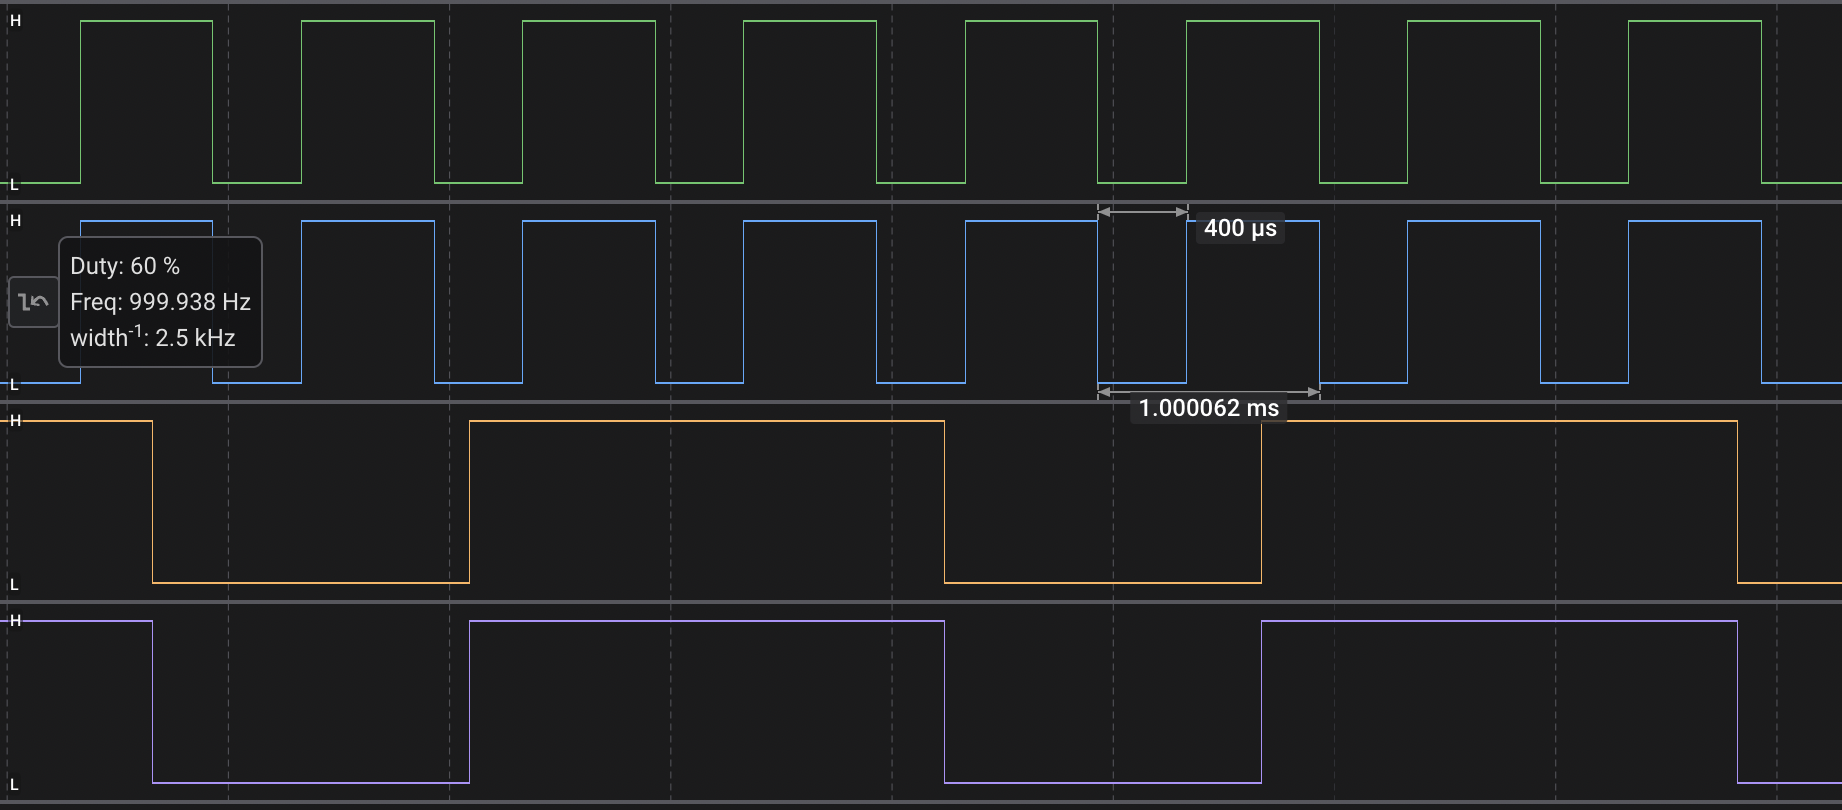 H
L
H
400 µs
Duty: 60 %
Freq: 999.938 Hz
width-1: 2.5 kHz
L
1.000062 ms
H
L
H
L